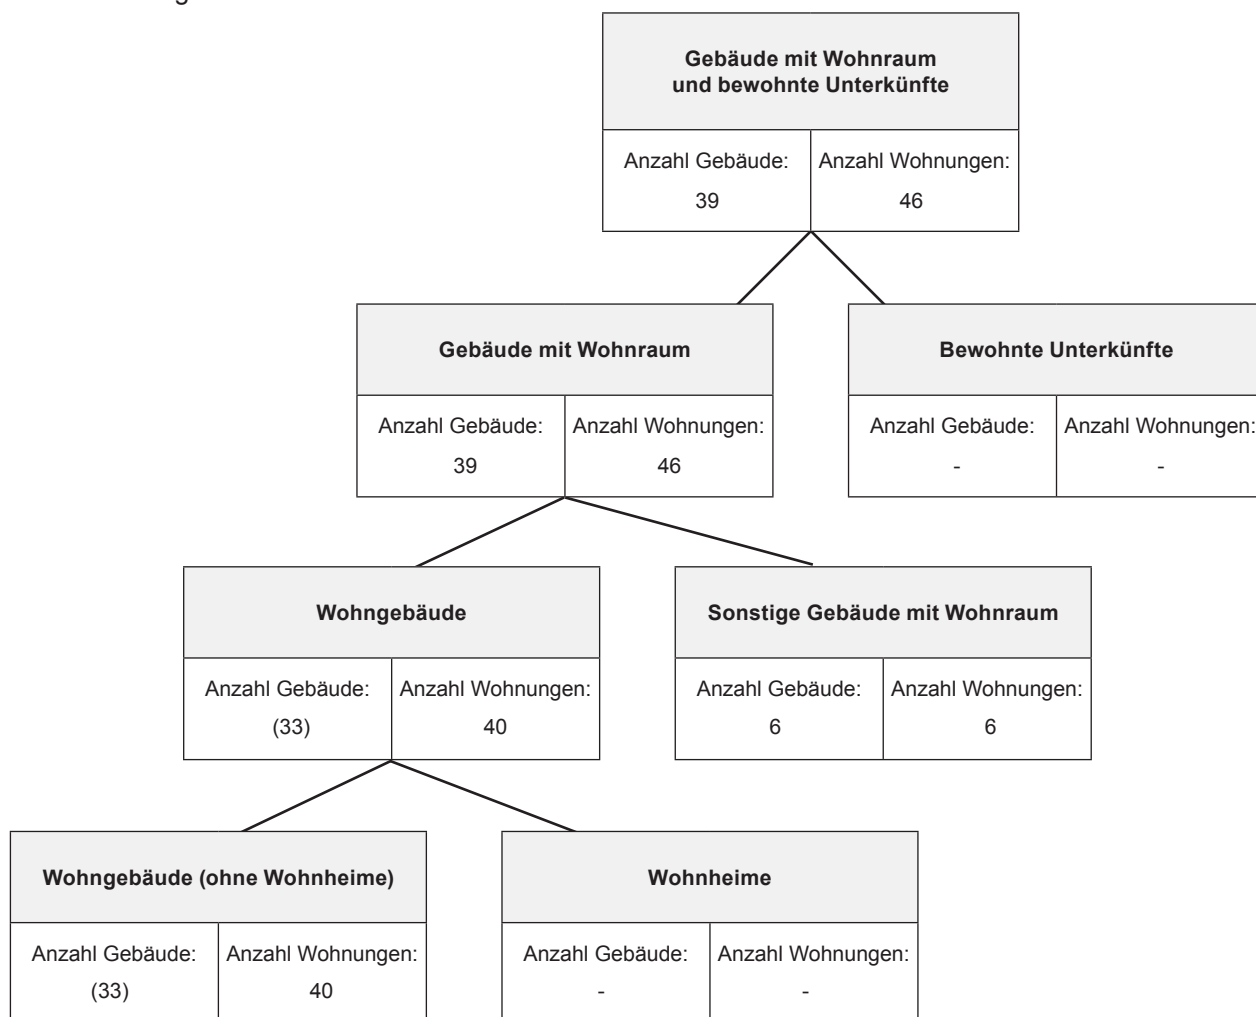 Gebäude mit Wohnraum
und bewohnte Unterkünfte
Anzahl Gebäude:
39
Anzahl Wohnungen:
46
Gebäude mit Wohnraum
Anzahl Gebäude:
39
Anzahl Wohnungen:
46
Bewohnte Unterkünfte
Anzahl Gebäude:
-
Anzahl Wohnungen:
-
Wohngebäude
Anzahl Gebäude:
(33)
Anzahl Wohnungen:
40
Sonstige Gebäude mit Wohnraum
Anzahl Gebäude:
6
Anzahl Wohnungen:
6
Wohngebäude (ohne Wohnheime)
Anzahl Gebäude:
(33)
Anzahl Wohnungen:
40
Wohnheime
Anzahl Gebäude:
-
Anzahl Wohnungen:
-